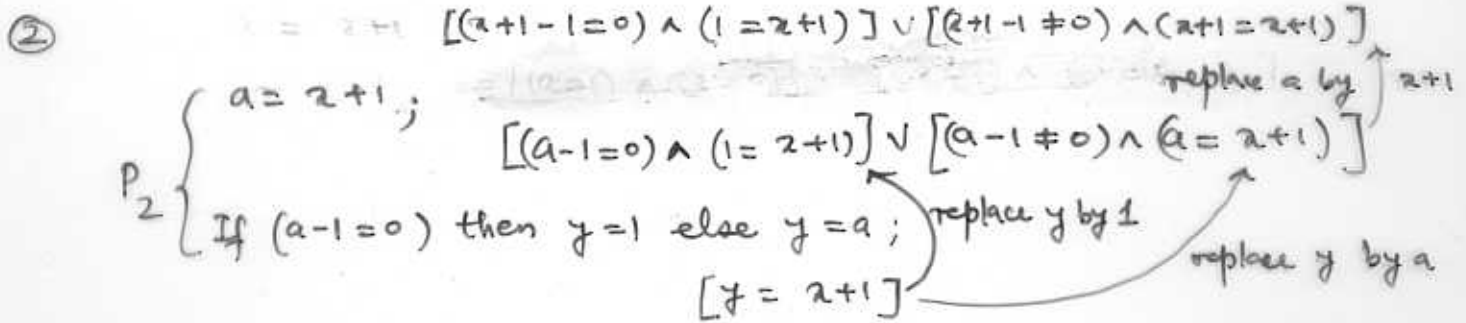 ② [(x+1-1=0) ∧ (1=x+1)] ∨ [(x+1-1≠0) ∧ (x+1=x+1)]
replace a by x+1
a = x+1 ;
[(a-1=0) ∧ (1=x+1)] ∨ [(a-1≠0) ∧ (a=x+1)]
P2
If (a-1=0) then y=1 else y=a ; replace y by 1
replace y by a
[y = x+1]